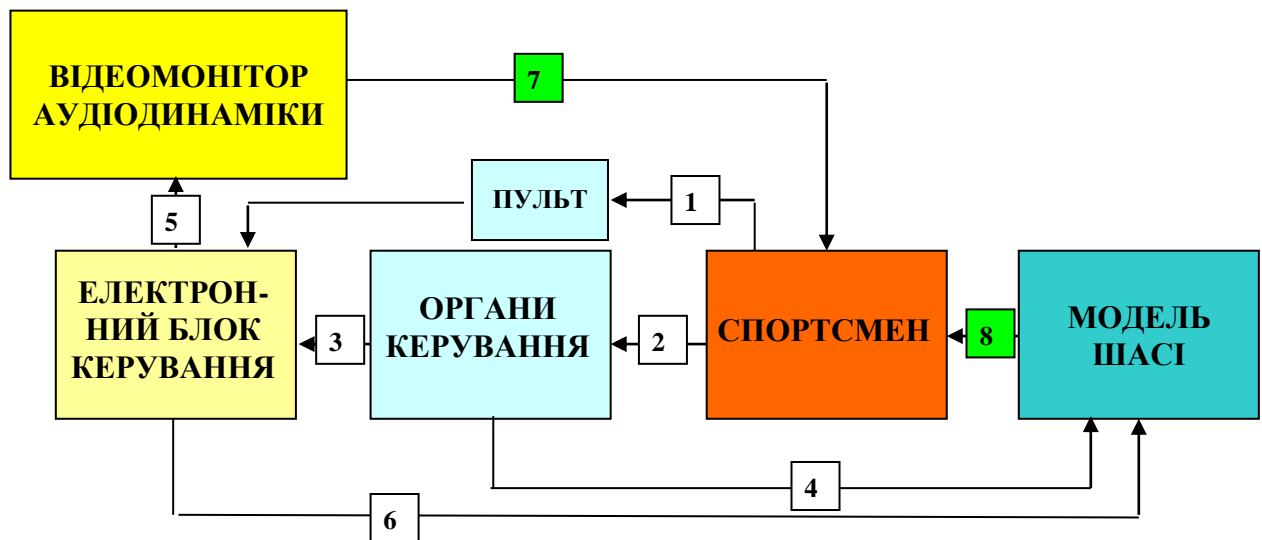 ВІДЕОМОНІТОР
АУДІОДИНАМІКИ
7
ПУЛЬТ
1
5
ЕЛЕКТРОН-
НИЙ БЛОК
КЕРУВАННЯ
3
ОРГАНИ
КЕРУВАННЯ
2
СПОРТСМЕН
8
МОДЕЛЬ
ШАСІ
4
6